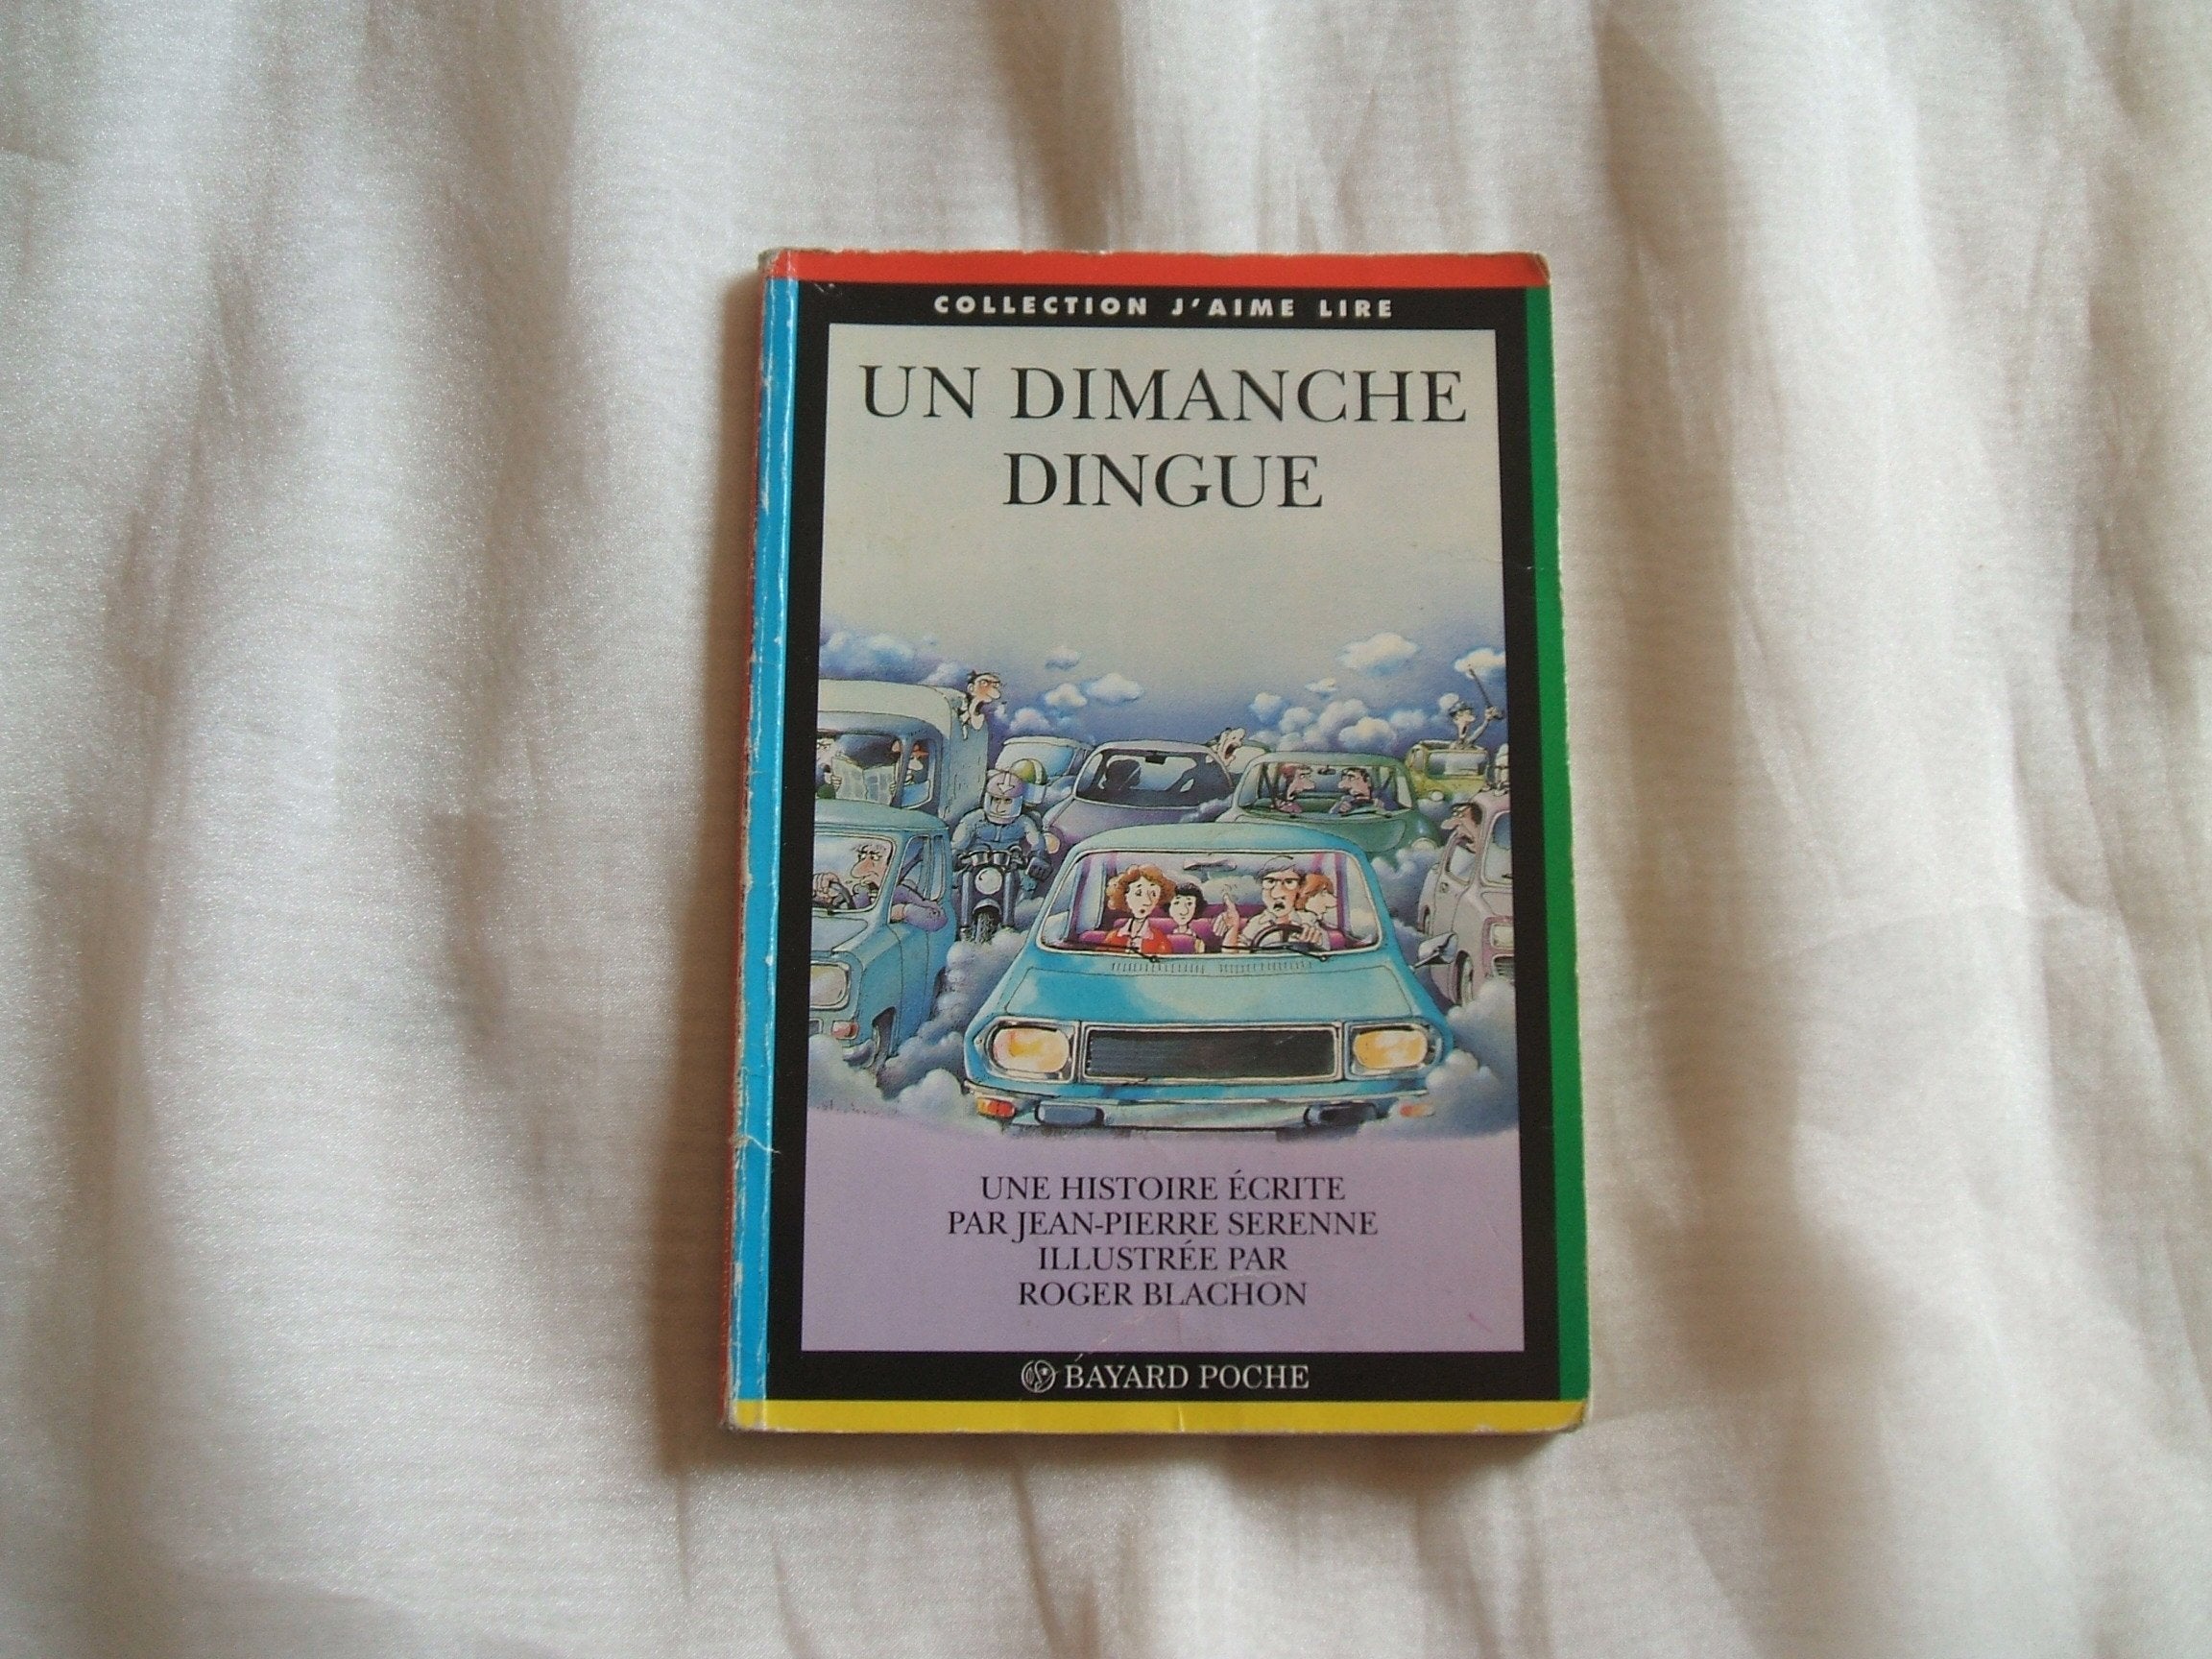 COLLECTION J'AIME LIRE
UN DIMANCHE
DINGUE
UNE HISTOIRE ÉCRITE
PAR JEAN-PIERRE SERENNE
ILLUSTRÉE PAR
ROGER BLACHON
BAYARD POCHE